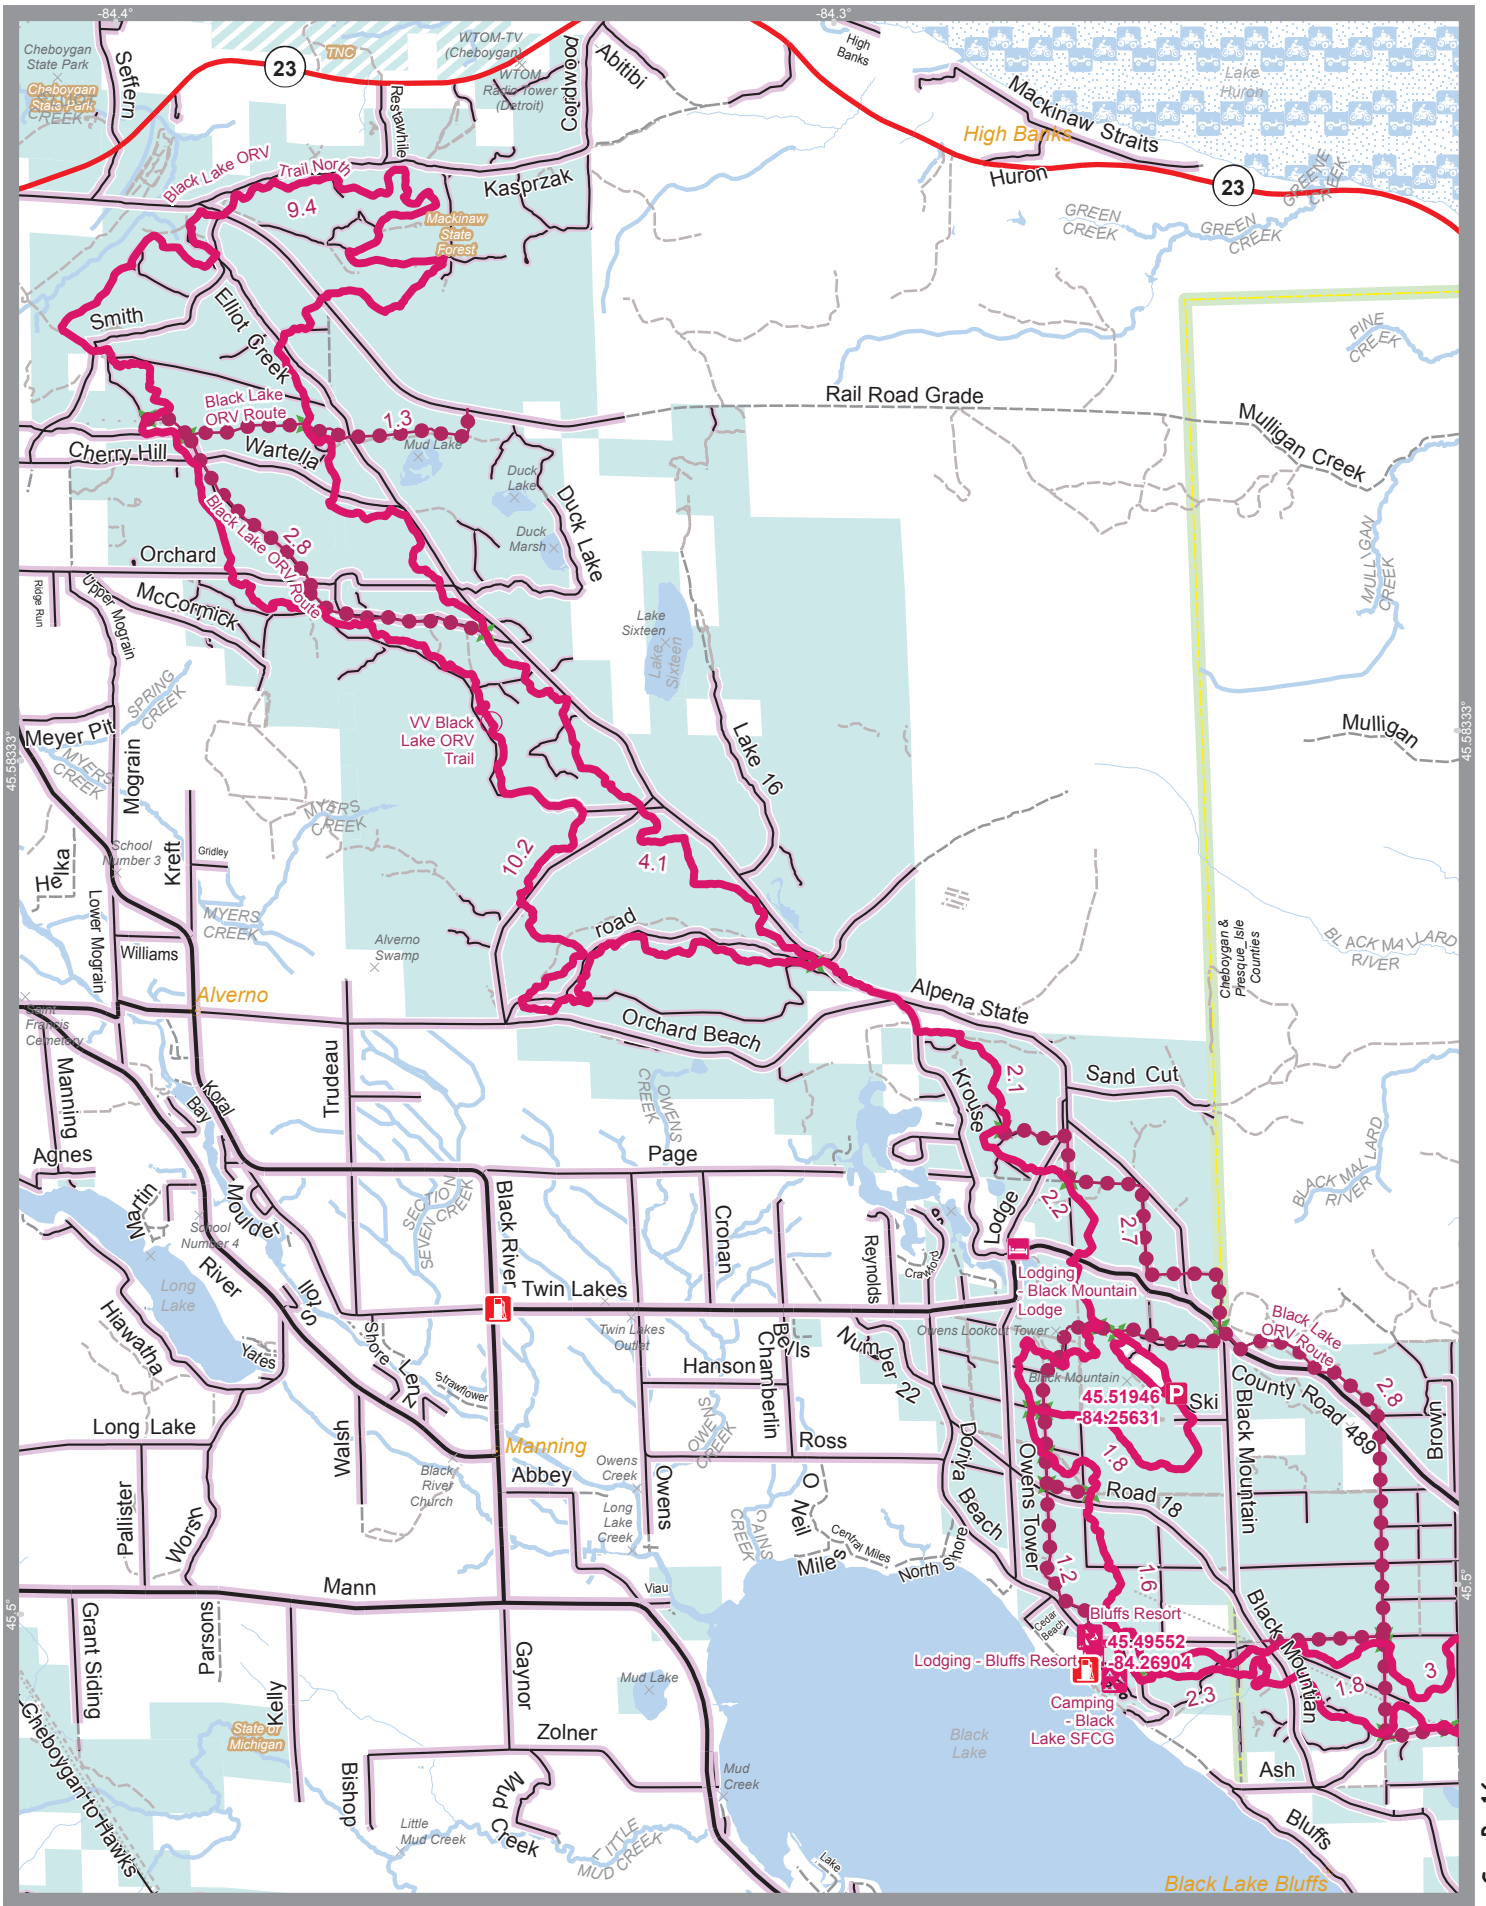 -84.4°
-84.3°
Cheboygan
State Park
Cheboygan
State Park
CREEK
Seffern
23
TNC
WTOM-TV
(Cheboygan)
WTOM-
Radio Tower
(Detroit)
Cordwood
Abitibi
High
Banks
Lake
Huron
Mackinaw Straits
High Banks
Huron
23
GREENE
CREEK
GREEN
CREEK
GREEN
CREEK
Restawhile
Black Lake ORV
Trail North
9.4
Kasprzak
Mackinaw
State
Forest
Smith
Elliot Creek
PINE
CREEK
Black Lake
ORV Route
1.3
Rail Road Grade
Mulligan Creek
Cherry Hill
Wartella
Mud Lake
Duck
Lake
Duck
Marsh
Duck Lake
2.8
Black Lake ORV Route
Orchard
MULLIGAN
CREEK
Ridge Run
Upper Mograin
McCormick
Lake
Sixteen
Lake
Sixteen
SPRING
CREEK
Meyer Pit
MYERS
CREEK
Mograin
VV Black
Lake ORV
Trail
Lake 16
Mulligan
45.58333°
45.58333°
MYERS
CREEK
School
Number 3
Kreft
Gridley
Helka
10.2
4.1
Lower Mograin
MYERS
CREEK
Williams
Alverno
Swamp
road
Cheboygan &
Presque_Isle
Counties
BLACK MALLARD
RIVER
Alverno
Saint
Francis
Cemetery
Orchard Beach
Alpena State
Manning
Koral
Bay
Trudeau
OWENS
CREEK
Krouse
2.1
Sand Cut
Agnes
Page
BLACK MALLARD
RIVER
Martin
Moulder
School
Number 4
SECTION
SEVEN CREEK
Black River
Cronan
Reynolds
Crawford
Lodge
2.2
2.7
River
Long
Lake
Stoll
Twin Lakes
Lodging
- Black Mountain
Lodge
Hiawatha
Yates
Shore
Lenz
Strawflower
Twin Lakes
Outlet
Bells
Chamberlin
Hanson
Number 22
Owens Lookout Tower
Black Lake
ORV Route
Black Mountain
45.51946
-84.25631
P
Ski
County Road 489
2.8
Brown
Long Lake
Walsh
Manning
OWENS
CREEK
Ross
Doriva Beach
Owens Tower
1.8
Road 18
Black Mountain
Black
River
Church
Abbey
Owens
Creek
Long
Lake
Creek
Owens
CAINS
CREEK
O Neil
Central Miles
Miles
North Shore
Pallister
Worsh
Mann
Viau
1.2
1.6
45.5°
45.5°
Grant Siding
Parsons
Kelly
Gaynor
Cedar
Beach
Bluffs Resort
45.49552
-84.26904
Lodging - Bluffs Resort
2.3
Black Mountian
1.8
3
Mud Lake
Zolner
Camping
- Black
Lake SFCG
Black
Lake
State of
Michigan
Cheboygan to Hawks
Bishop
Mud Creek
Mud
Creek
Ash
Bluffs
Little
Mud Creek
LITTLE
MUD CREEK
Lake
Black Lake Bluffs